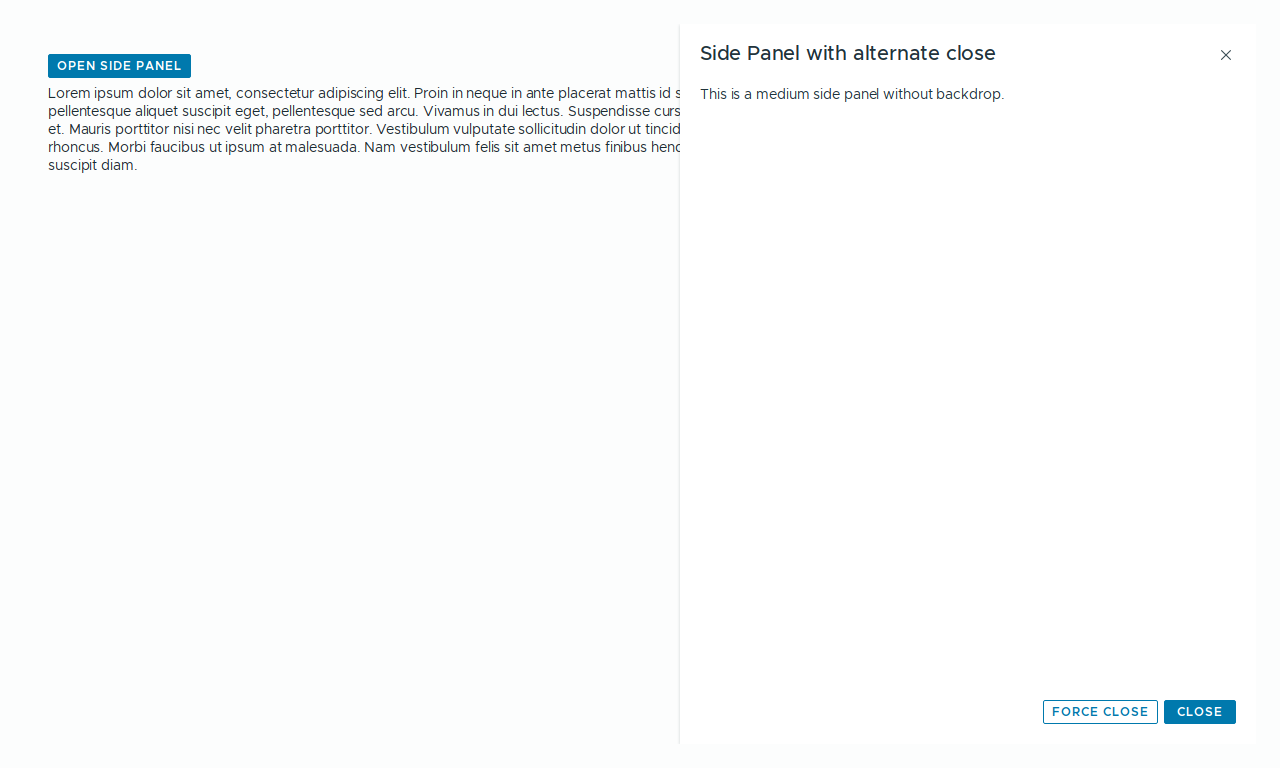 OPEN SIDE PANEL
Lorem ipsum dolor sit amet, consectetur adipiscing elit. Proin in neque in ante placerat mattis id
pellentesque aliquet suscipit eget, pellentesque sed arcu. Vivamus in dui lectus. Suspendisse
et. Mauris porttitor nisi nec velit pharetra porttitor. Vestibulum vulputate sollicitudin dolor ut
rhoncus. Morbi faucibus ut ipsum at malesuada. Nam vestibulum felis sit amet metus finibus
suscipit diam.
Side Panel with alternate close
This is a medium side panel without backdrop.
FORCE CLOSE
CLOSE